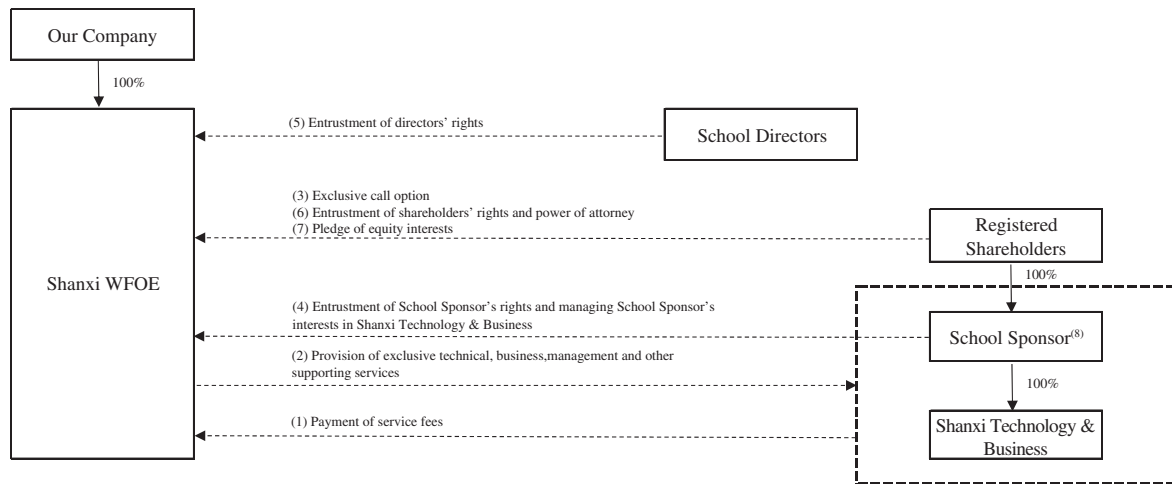 Our Company
100%
(5) Entrustment of directors’ rights
School Directors
(3) Exclusive call option
(6) Entrustment of shareholders’ rights and power of attorney
(7) Pledge of equity interests
Registered
Shareholders
Shanxi WFOE
100%
(4) Entrustment of School Sponsor’s rights and managing School Sponsor’s
interests in Shanxi Technology & Business
School Sponsor(8)
(2) Provision of exclusive technical, business,management and other
supporting services
100%
(1) Payment of service fees
Shanxi Technology &
Business